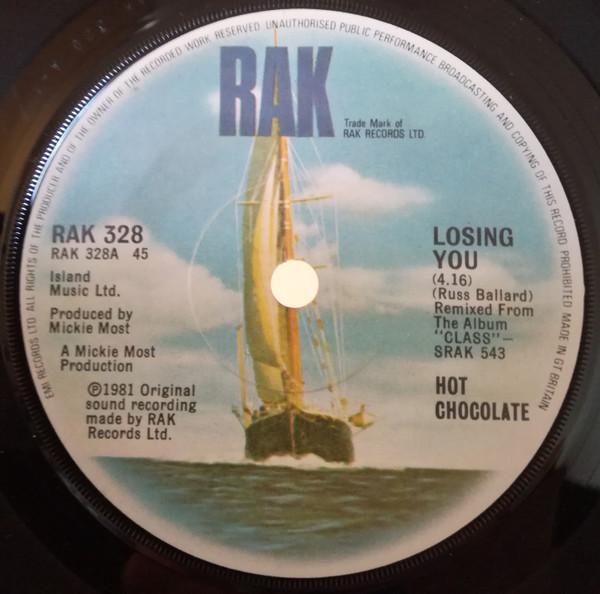 EMI RECORDS LTD. ALL RIGHTS OF THE PRODUCER AND OF THE OWNER OF THE RECORDED WORK RESERVED UNAUTHORISED PUBLIC PERFORMANCE BROADCASTING AND COPYING OF THIS RECORD PROHIBITED MADE IN GT BRITAIN
RAK
Trade Mark of
RAK RECORDS LTD.
RAK 328
RAK 328A 45
Island
Music Ltd.
Produced by
Mickie Most
A Mickie Most
Production
℗1981 Original
sound recording
made by RAK
Records Ltd.
LOSING
YOU
(4.16)
(Russ Ballard)
Remixed From
The Album
"CLASS"–
SRAK 543
HOT
CHOCOLATE